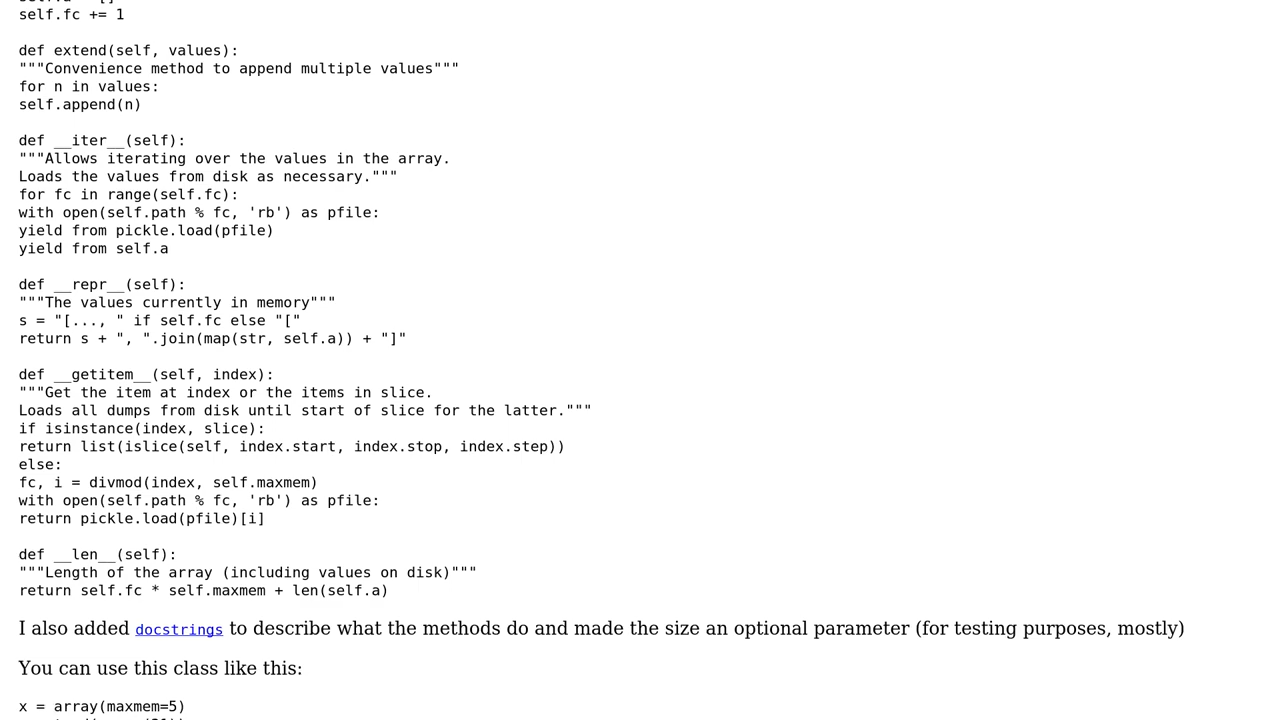 self.fc += 1
def extend(self, values):
"""Convenience method to append multiple values"""
for n in values:
self.append(n)
def __iter__(self):
"""Allows iterating over the values in the array.
Loads the values from disk as necessary."""
for fc in range(self.fc):
with open(self.path % fc, 'rb') as pfile:
yield from pickle.load(pfile)
yield from self.a
def __repr__(self):
"""The values currently in memory"""
s = "[..., " if self.fc else "["
return s + ", ".join(map(str, self.a)) + "]"
def __getitem__(self, index):
"""Get the item at index or the items in slice.
Loads all dumps from disk until start of slice for the latter."""
if isinstance(index, slice):
return list(islice(self, index.start, index.stop, index.step))
else:
fc, i = divmod(index, self.maxmem)
with open(self.path % fc, 'rb') as pfile:
return pickle.load(pfile)[i]
def __len__(self):
"""Length of the array (including values on disk)"""
return self.fc * self.maxmem + len(self.a)
I also added docstrings to describe what the methods do and made the size an optional parameter (for testing purposes, mostly)
You can use this class like this:
x = array(maxmem=5)